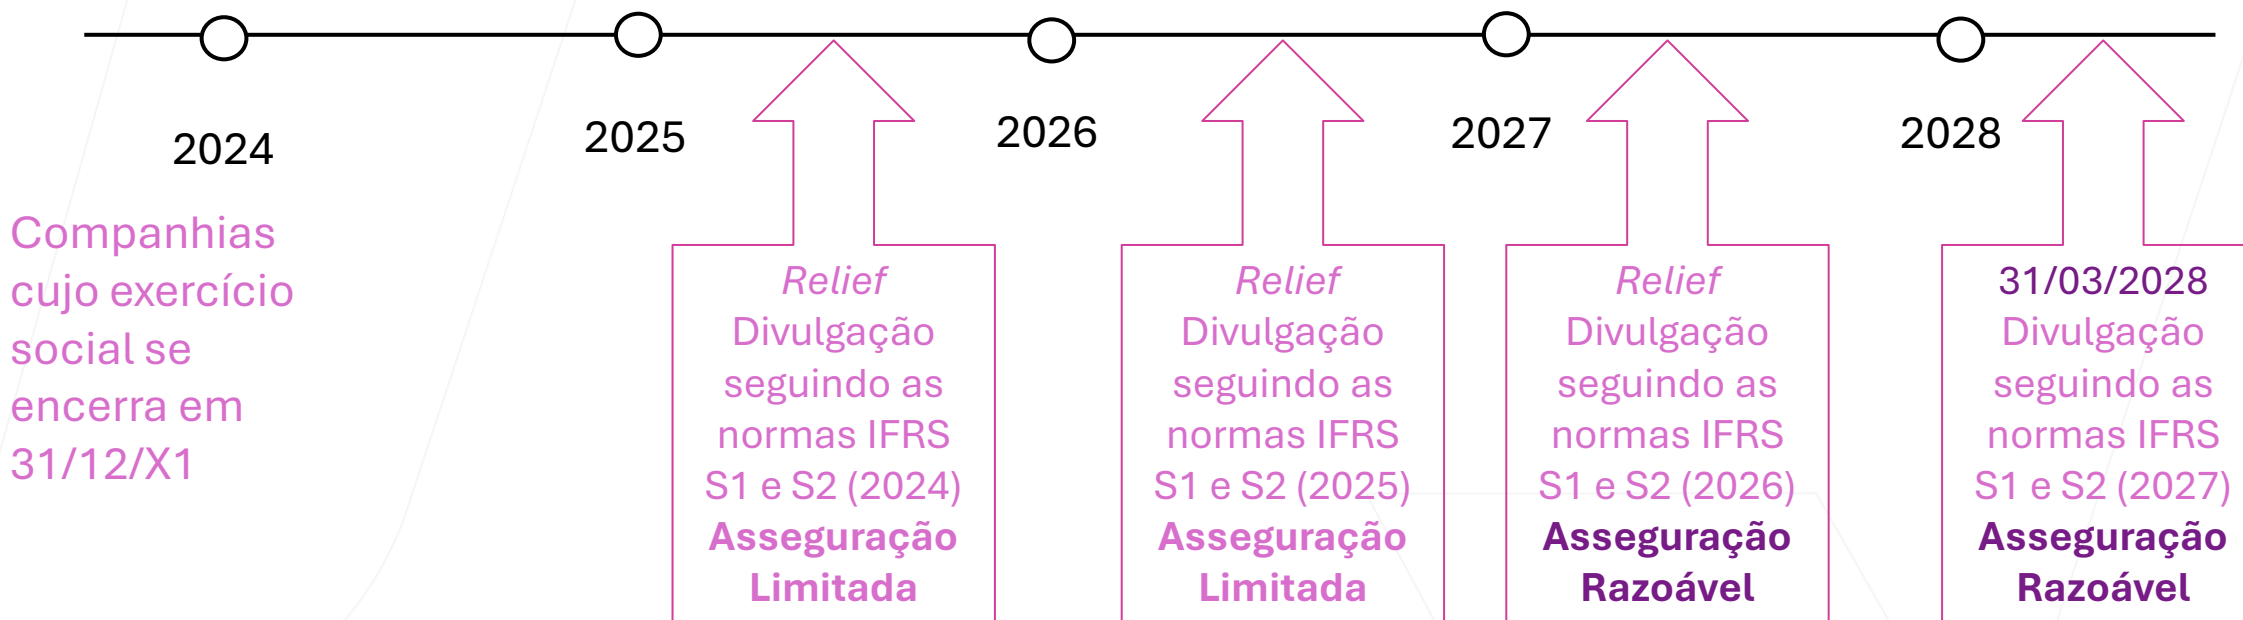 2024
2025
2026
2027
2028
Companhias
cujo exercício
social se
encerra em
31/12/X1
Relief
Divulgação
seguindo as
normas IFRS
S1 e S2 (2024)
Asseguração
Limitada
Relief
Divulgação
seguindo as
normas IFRS
S1 e S2 (2025)
Asseguração
Limitada
Relief
Divulgação
seguindo as
normas IFRS
S1 e S2 (2026)
Asseguração
Razoável
31/03/2028
Divulgação
seguindo as
normas IFRS
S1 e S2 (2027)
Asseguração
Razoável